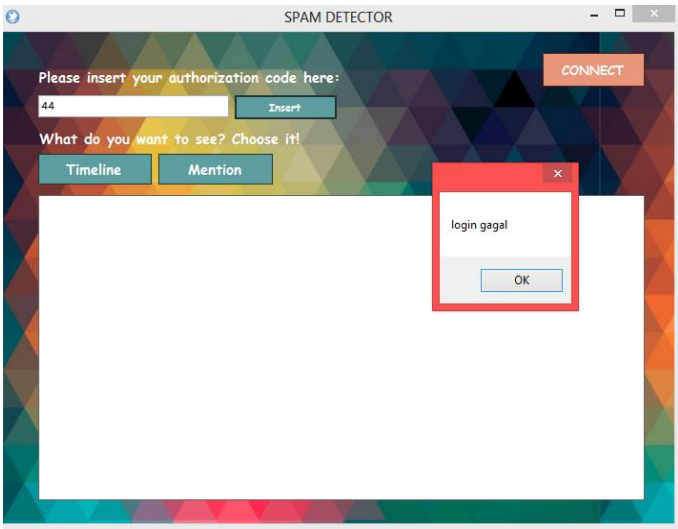 SPAM DETECTOR
CONNECT
Please insert your authorization code here:
44
Insert
What do you want to see? Choose it!
Timeline Mention
login gagal
OK